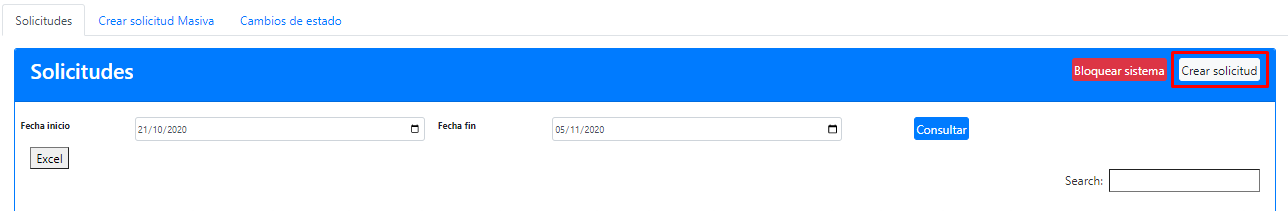 Solicitudes Crear solicitud Masiva Cambios de estado
Solicitudes Bloquear sistema Crear solicitud
Fecha inicio 21/10/2020 Fecha fin 05/11/2020 Consultar
Excel
Search: